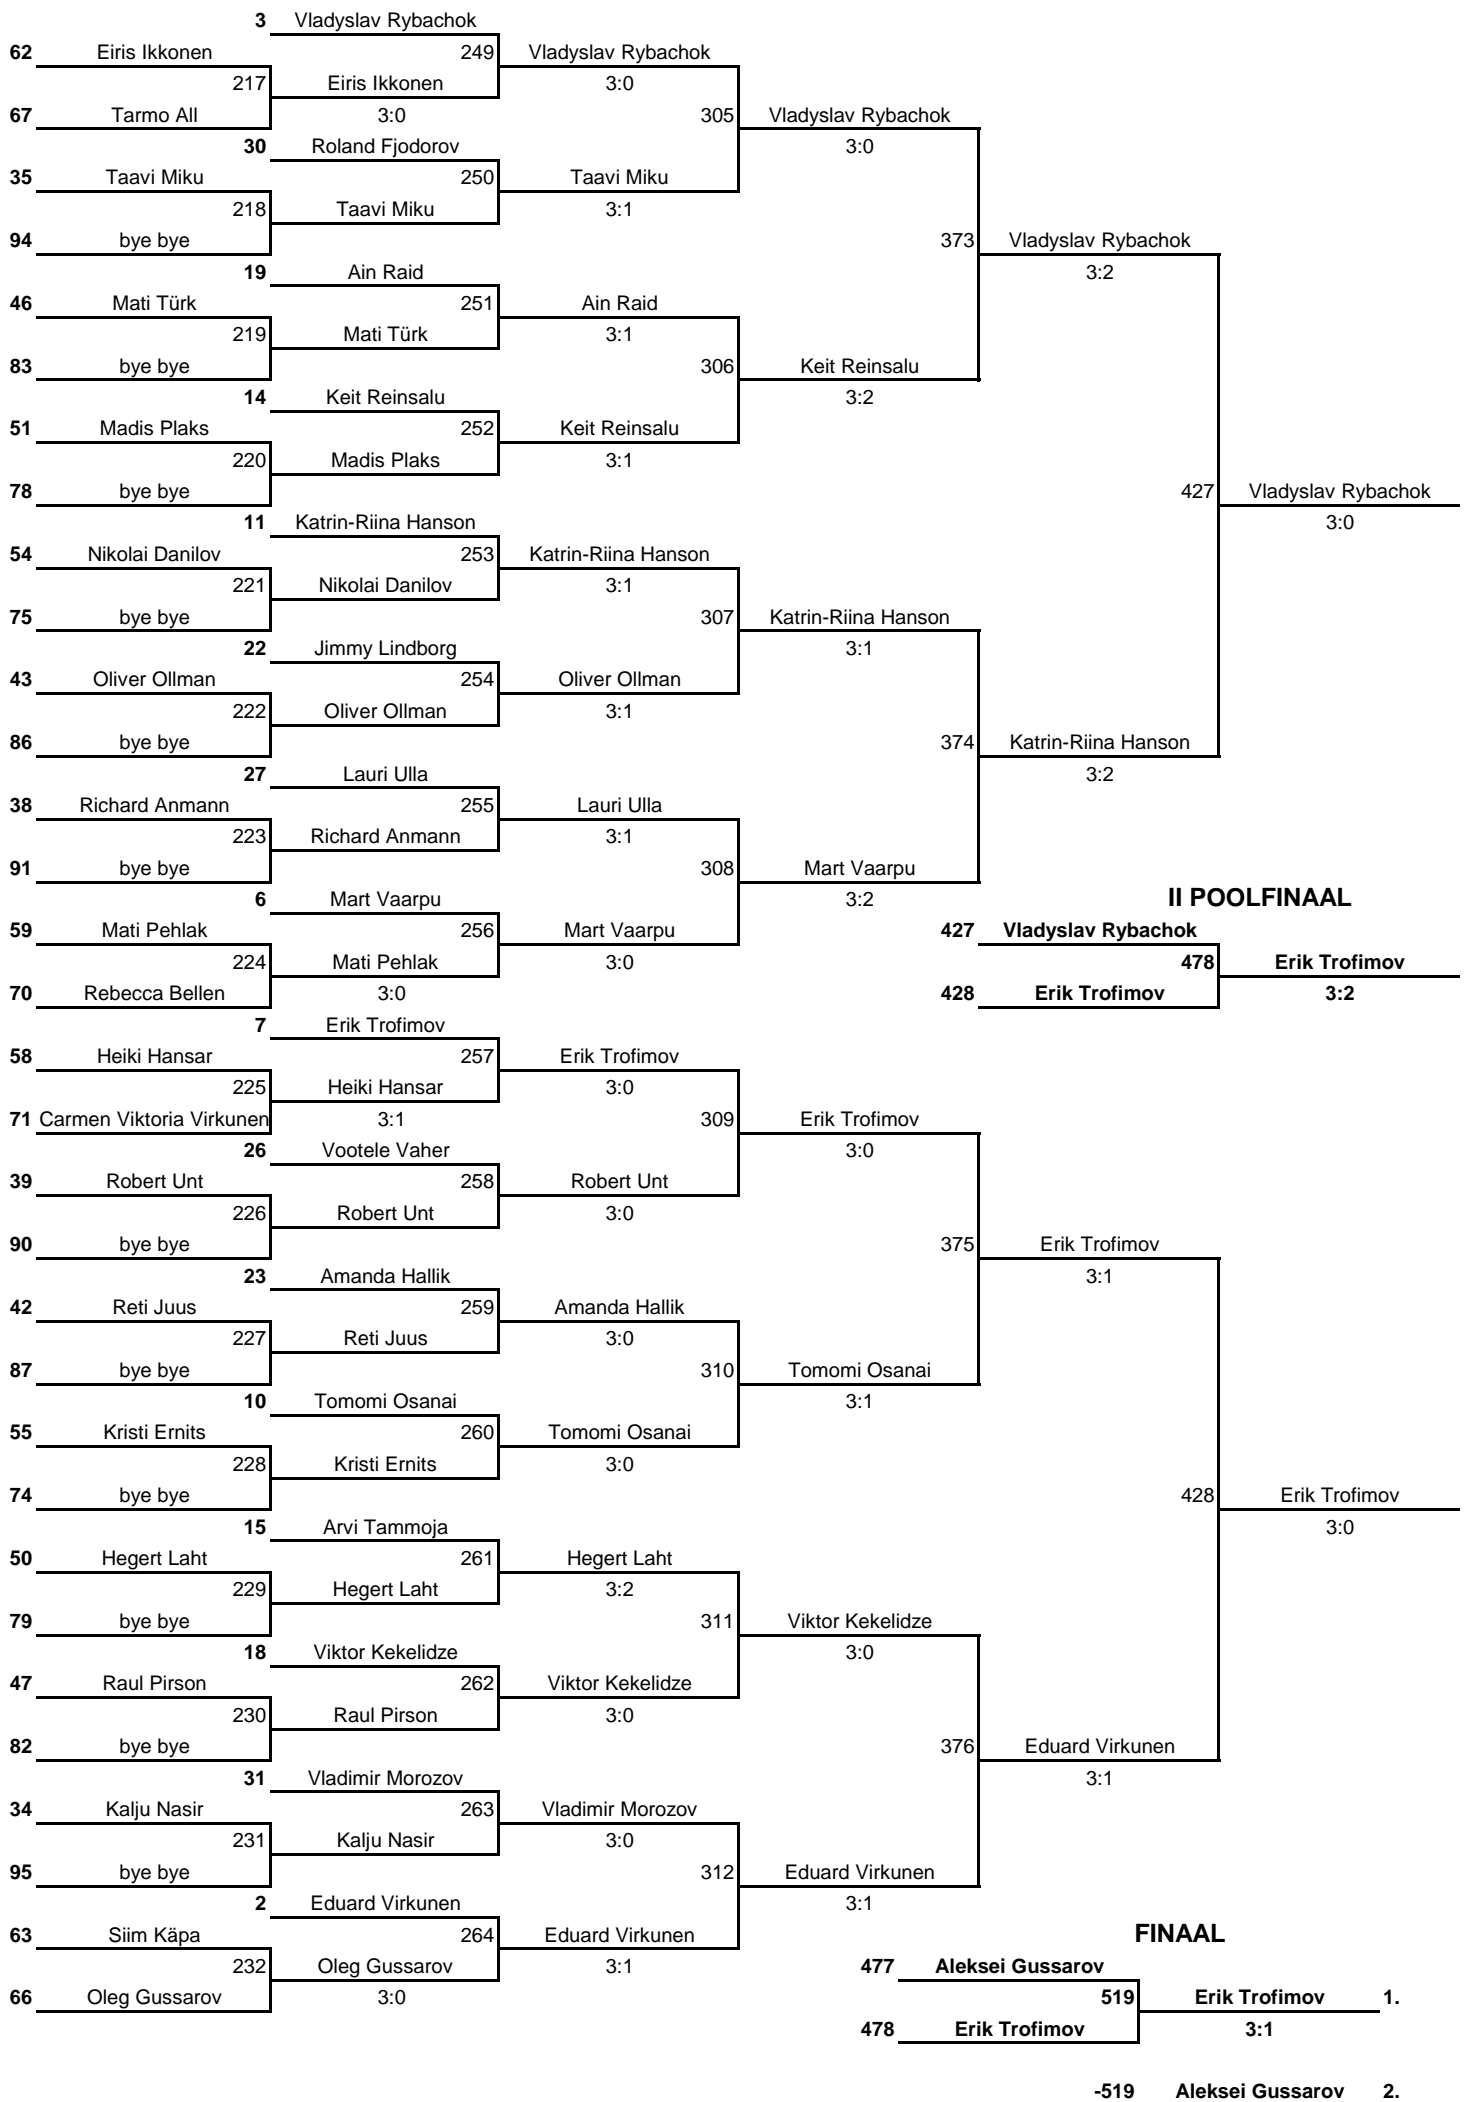 3 Vladyslav Rybachok
62 Eiris Ikkonen 249 Vladyslav Rybachok
217 Eiris Ikkonen 3:0
67 Tarmo All 3:0 305 Vladyslav Rybachok
30 Roland Fjodorov 3:0
35 Taavi Miku 250 Taavi Miku
218 Taavi Miku 3:1
94 bye bye 373 Vladyslav Rybachok
19 Ain Raid 3:2
46 Mati Türk 251 Ain Raid
219 Mati Türk 3:1
83 bye bye 306 Keit Reinsalu
14 Keit Reinsalu 3:2
51 Madis Plaks 252 Keit Reinsalu
220 Madis Plaks 3:1
78 bye bye 427 Vladyslav Rybachok
11 Katrin-Riina Hanson 3:0
54 Nikolai Danilov 253 Katrin-Riina Hanson
221 Nikolai Danilov 3:1
75 bye bye 307 Katrin-Riina Hanson
22 Jimmy Lindborg 3:1
43 Oliver Ollman 254 Oliver Ollman
222 Oliver Ollman 3:1
86 bye bye 374 Katrin-Riina Hanson
27 Lauri Ulla 3:2
38 Richard Anmann 255 Lauri Ulla
223 Richard Anmann 3:1
91 bye bye 308 Mart Vaarpu
6 Mart Vaarpu 3:2 II POOLFINAAL
59 Mati Pehlak 256 Mart Vaarpu 427 Vladyslav Rybachok
224 Mati Pehlak 3:0 478 Erik Trofimov
70 Rebecca Bellen 3:0 428 Erik Trofimov 3:2
7 Erik Trofimov
58 Heiki Hansar 257 Erik Trofimov
225 Heiki Hansar 3:0
71 Carmen Viktoria Virkunen 3:1 309 Erik Trofimov
26 Vootele Vaher 3:0
39 Robert Unt 258 Robert Unt
226 Robert Unt 3:0
90 bye bye 375 Erik Trofimov
23 Amanda Hallik 3:1
42 Reti Juus 259 Amanda Hallik
227 Reti Juus 3:0
87 bye bye 310 Tomomi Osanai
10 Tomomi Osanai 3:1
55 Kristi Ernits 260 Tomomi Osanai
228 Kristi Ernits 3:0
74 bye bye 428 Erik Trofimov
15 Arvi Tammoja 3:0
50 Hegert Laht 261 Hegert Laht
229 Hegert Laht 3:2
79 bye bye 311 Viktor Kekelidze
18 Viktor Kekelidze 3:0
47 Raul Pirson 262 Viktor Kekelidze
230 Raul Pirson 3:0
82 bye bye 376 Eduard Virkunen
31 Vladimir Morozov 3:1
34 Kalju Nasir 263 Vladimir Morozov
231 Kalju Nasir 3:0
95 bye bye 312 Eduard Virkunen
2 Eduard Virkunen 3:1
63 Siim Käpa 264 Eduard Virkunen FINAAL
232 Oleg Gussarov 3:1 477 Aleksei Gussarov
66 Oleg Gussarov 3:0 519 Erik Trofimov 1.
478 Erik Trofimov 3:1
-519 Aleksei Gussarov 2.